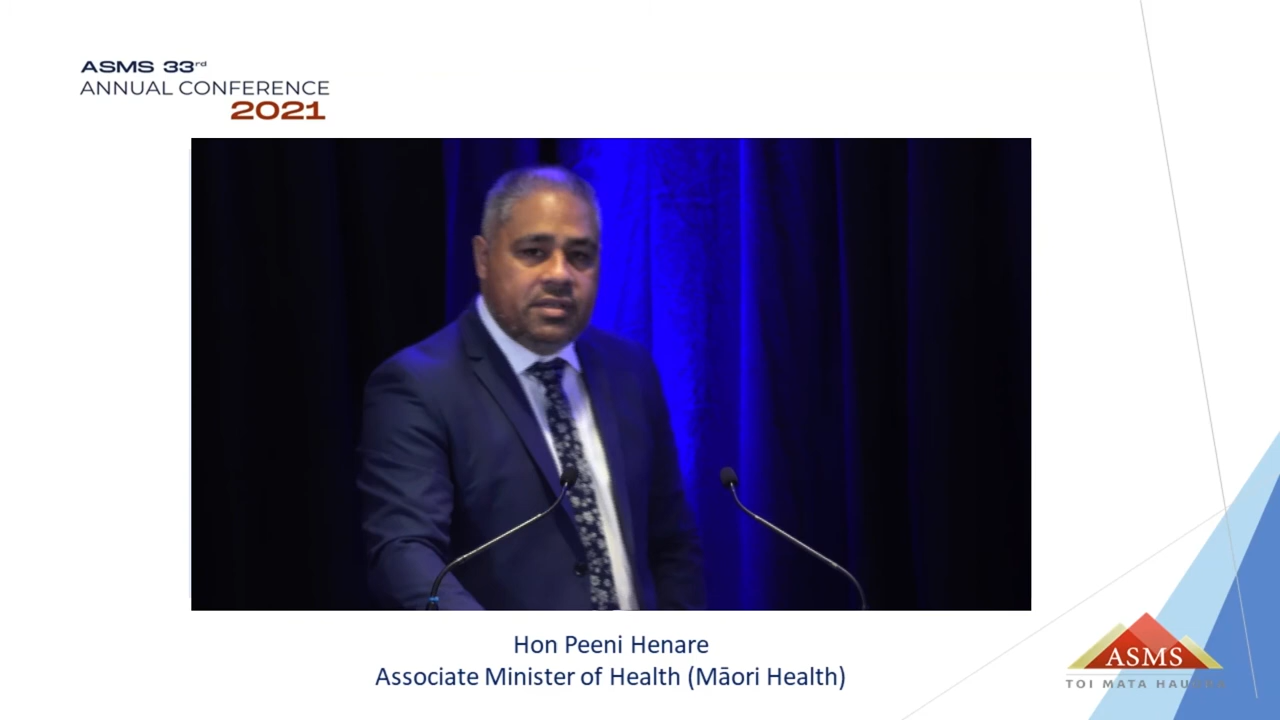 ASMS 33rd
ANNUAL CONFERENCE
2021
Hon Peeni Henare
Associate Minister of Health (Māori Health)
ASMS
TOI MATA HAUORA